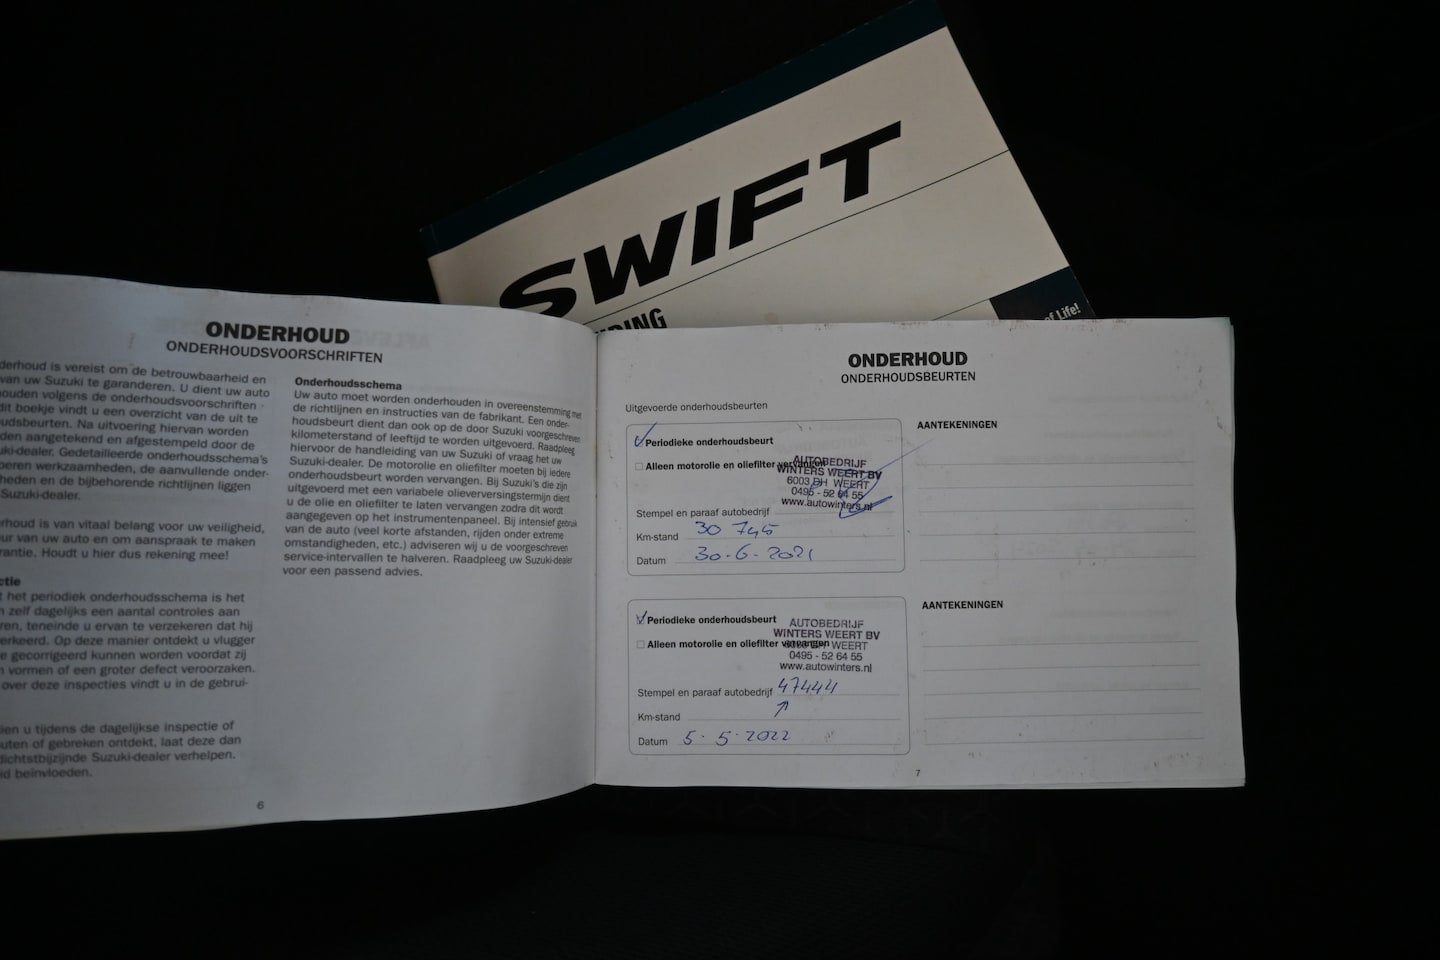 SWIFT
of Life!
ONDERHOUD
ONDERHOUDSVOORSCHRIFTEN
derhoud is vereist om de betrouwbaarheid en
van uw Suzuki te garanderen. U dient uw auto
ouden volgens de onderhoudsvoorschriften
dit boekje vindt u een overzicht van de uit te
udsbeurten. Na uitvoering hiervan worden
den aangetekend en afgestempeld door de
uki-dealer. Gedetailleerde onderhoudsschema's
oeren werkzaamheden, de aanvullende onder-
heden en de bijbehorende richtlijnen liggen
Suzuki-dealer.
rhoud is van vitaal belang voor uw veiligheid,
ur van uw auto en om aanspraak te maken
rantie. Houdt u hier dus rekening mee!
ctie
t het periodiek onderhoudsschema is het
n zelf dagelijks een aantal controles aan
ren, teneinde u ervan te verzekeren dat hij
erkeerd. Op deze manier ontdekt u vlugger
e gecorrigeerd kunnen worden voordat zij
n vormen of een groter defect veroorzaken.
over deze inspecties vindt u in de gebrui-
ien u tijdens de dagelijkse inspectie of
outen of gebreken ontdekt, laat deze dan
dichtstbijzijnde Suzuki-dealer verhelpen.
id beïnvloeden.
6
Onderhoudsschema
Uw auto moet worden onderhouden in overeenstemming met
de richtlijnen en instructies van de fabrikant. Een onder-
houdsbeurt dient dan ook op de door Suzuki voorgeschreven
kilometerstand of leeftijd te worden uitgevoerd. Raadpleeg
hiervoor de handleiding van uw Suzuki of vraag het uw
Suzuki-dealer. De motorolie en oliefilter moeten bij iedere
onderhoudsbeurt worden vervangen. Bij Suzuki's die zijn
uitgevoerd met een variabele olieverversingstermijn dient
u de olie en oliefilter te laten vervangen zodra dit wordt
aangegeven op het instrumentenpaneel. Bij intensief gebruik
van de auto (veel korte afstanden, rijden onder extreme
omstandigheden, etc.) adviseren wij u de voorgeschreven
service-intervallen te halveren. Raadpleeg uw Suzuki-dealer
voor een passend advies.
ONDERHOUD
ONDERHOUDSBEURTEN
Uitgevoerde onderhoudsbeurten
Periodieke onderhoudsbeurt
Alleen motorolie en oliefilter vervangen
AUTOBEDRIJF
WINTERS WEERT BV
6003 DH WEERT
0495 - 52 64 55
www.autowinters.nl
Stempel en paraaf autobedrijf
Km-stand 30 745
Datum 30-6-2021
AANTEKENINGEN
Periodieke onderhoudsbeurt
Alleen motorolie en oliefilter vervangen
AUTOBEDRIJF
WINTERS WEERT BV
6003 DH WEERT
0495 - 52 64 55
www.autowinters.nl
Stempel en paraaf autobedrijf 47444
Km-stand
Datum 5-5-2022
AANTEKENINGEN
7